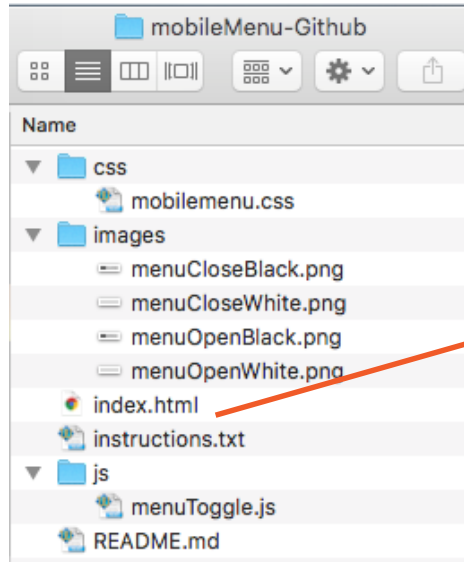 mobileMenu-Github
Name
css
mobilemenu.css
images
menuCloseBlack.png
menuCloseWhite.png
menuOpenBlack.png
menuOpenWhite.png
index.html
instructions.txt
js
menuToggle.js
README.md